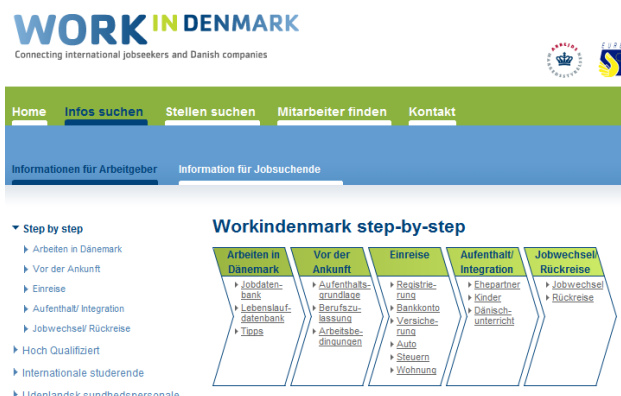 WORK IN DENMARK
Connecting international jobseekers and Danish companies
Home Infos suchen Stellen suchen Mitarbeiter finden Kontakt
Informationen für Arbeitgeber Information für Jobsuchende
Step by step
Arbeiten in Dänemark
Vor der Ankunft
Einreise
Aufenthalt/ Integration
Jobwechsel/ Rückreise
Hoch Qualifiziert
Internationale studerende
Udenlandsk sundhedspersonale
Workindenmark step-by-step
Arbeiten in
Dänemark
Jobdaten-
bank
Lebenslauf-
datenbank
Tipps
Vor der
Ankunft
Aufenthalts-
grundlage
Berufszu-
lassung
Arbeitsbe-
dingungen
Einreise
Registrie-
rung
Bankkonto
Versiche-
rung
Auto
Steuern
Wohnung
Aufenthalt/
Integration
Ehepartner
Kinder
Dänisch-
unterricht
Jobwechsel/
Rückreise
Jobwechsel
Rückreise